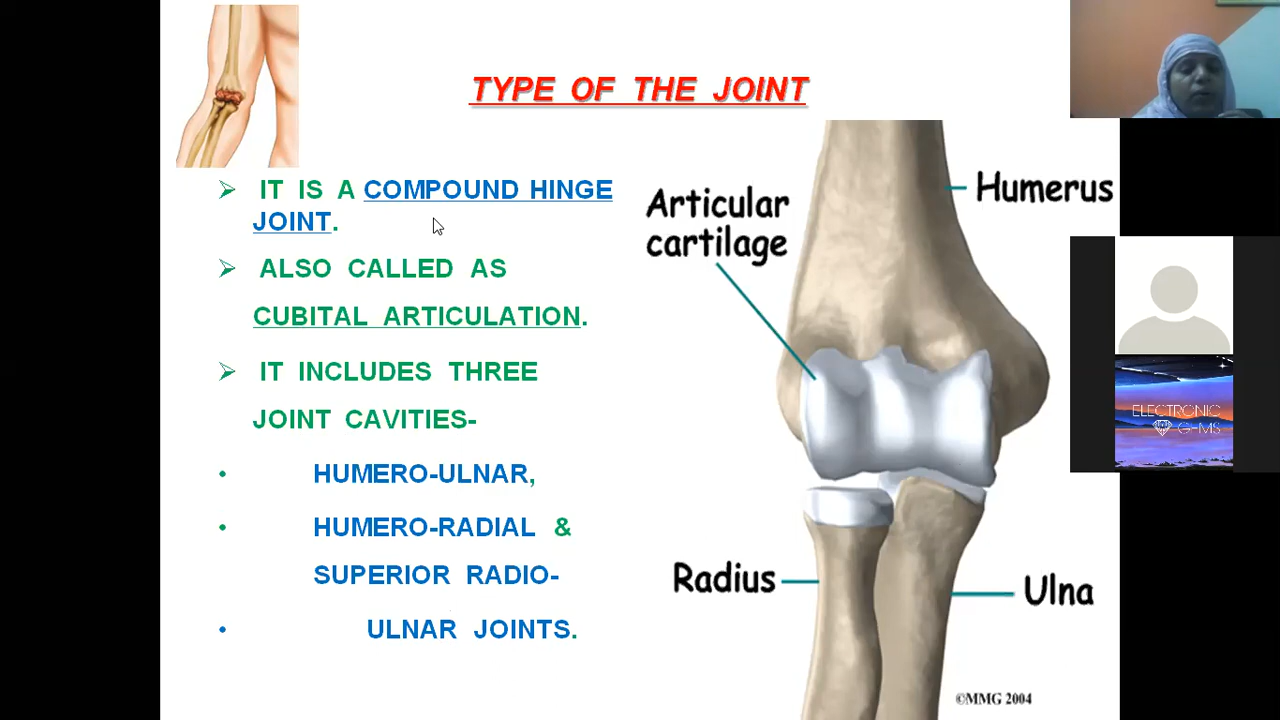 TYPE OF THE JOINT
➢ IT IS A COMPOUND HINGE
JOINT.
➢ ALSO CALLED AS
CUBITAL ARTICULATION.
➢ IT INCLUDES THREE
JOINT CAVITIES-
• HUMERO-ULNAR,
• HUMERO-RADIAL &
SUPERIOR RADIO-
• ULNAR JOINTS.
Humerus
Articular
cartilage
Radius
Ulna
©MMG 2004
ELECTRONIC
GEMS